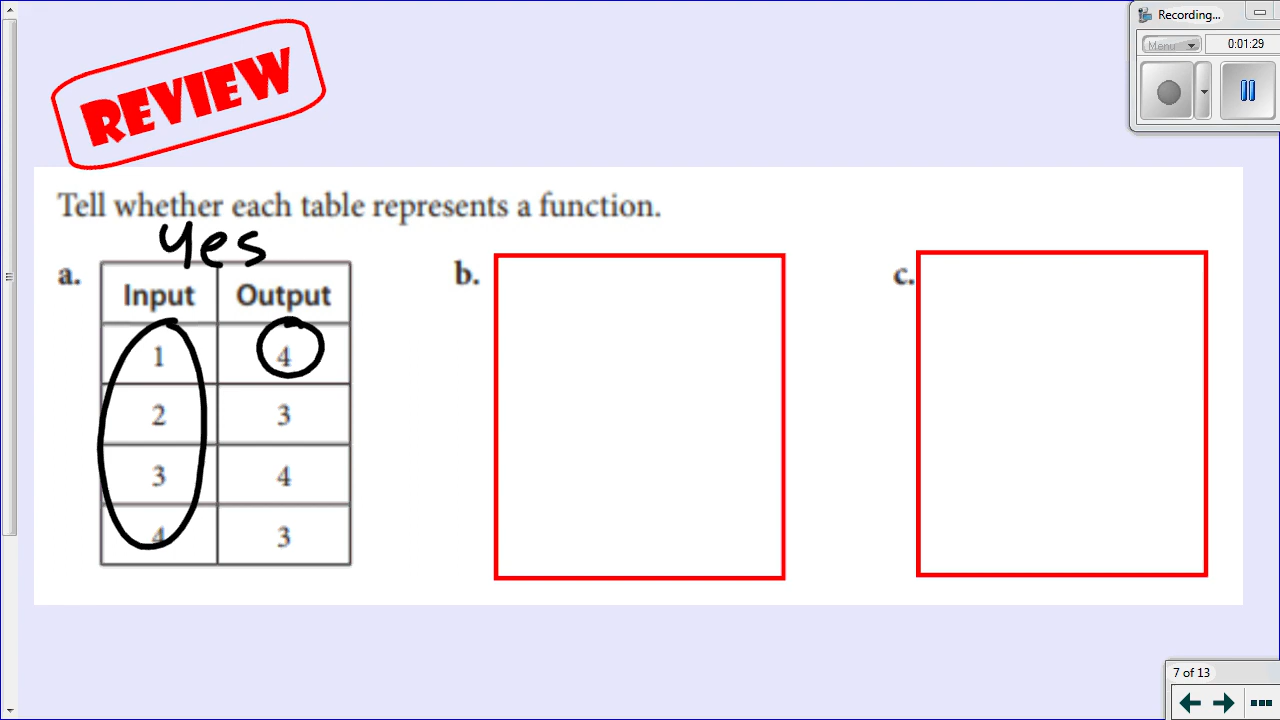 Recording...
Menu
0:01:29
REVIEW
Tell whether each table represents a function.
yes
a.
Input Output
1 4
2 3
3 4
4 3
b.
c.
7 of 13